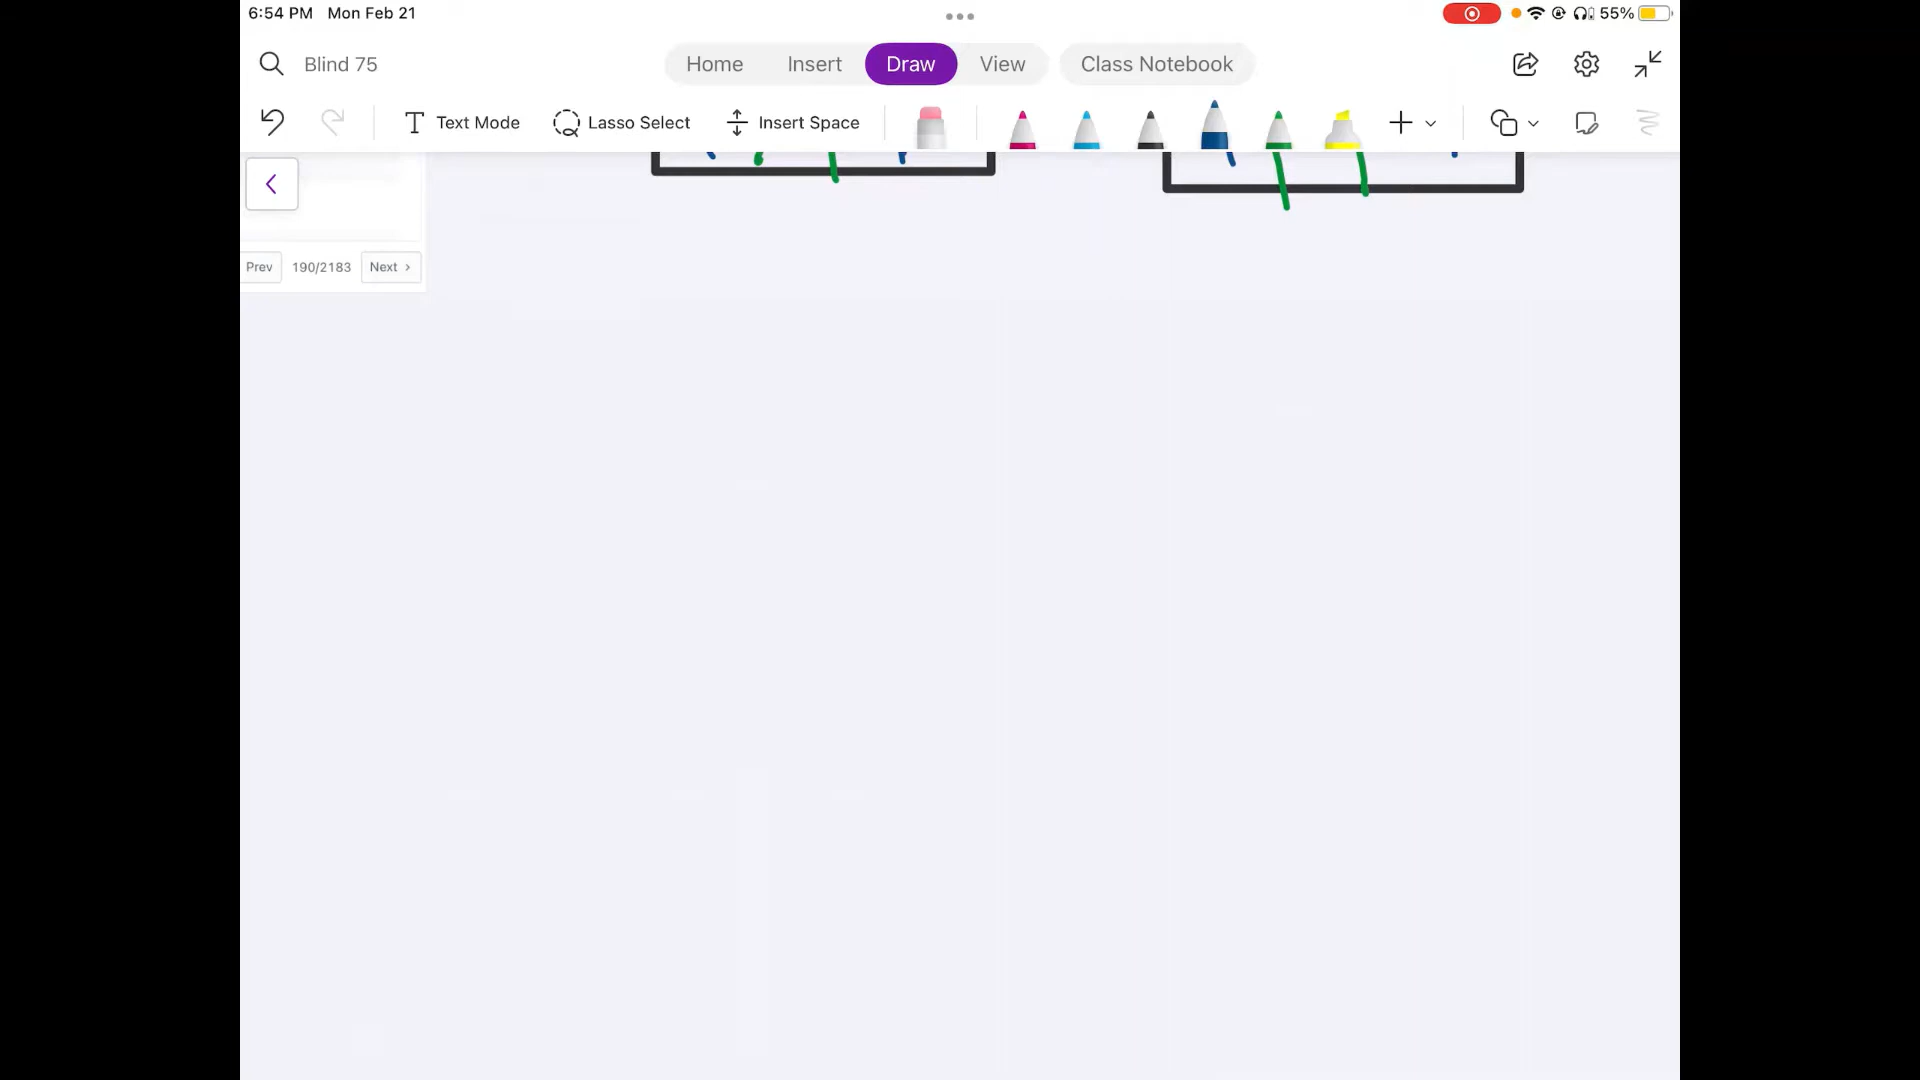 6:54 PM Mon Feb 21
55%
Blind 75
Home Insert Draw View Class Notebook
Text Mode Lasso Select Insert Space
Prev 190/2183 Next